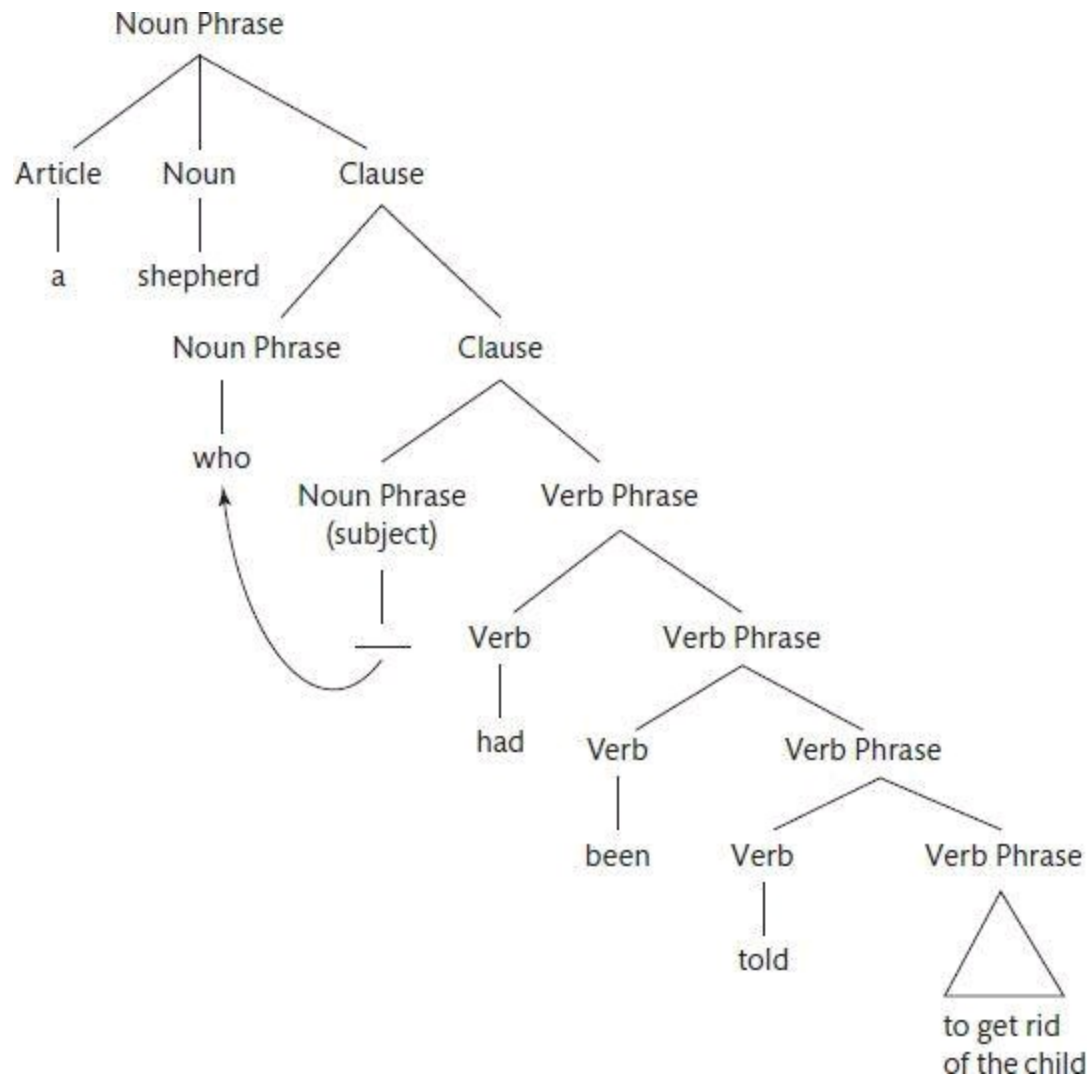 Noun Phrase
Article Noun Clause
a shepherd
Noun Phrase Clause
who
Noun Phrase Verb Phrase
(subject)
Verb Verb Phrase
had Verb Verb Phrase
been Verb Verb Phrase
told
to get rid
of the child